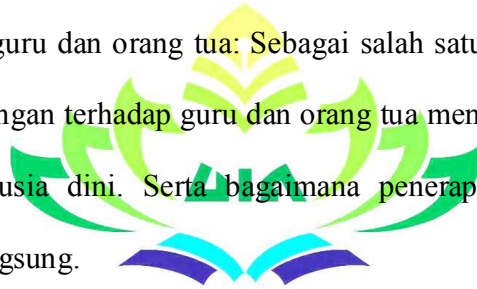 guru dan orang tua: Sebagai salah satu
ngan terhadap guru dan orang tua men
usia dini. Serta bagaimana penerap
gsung.